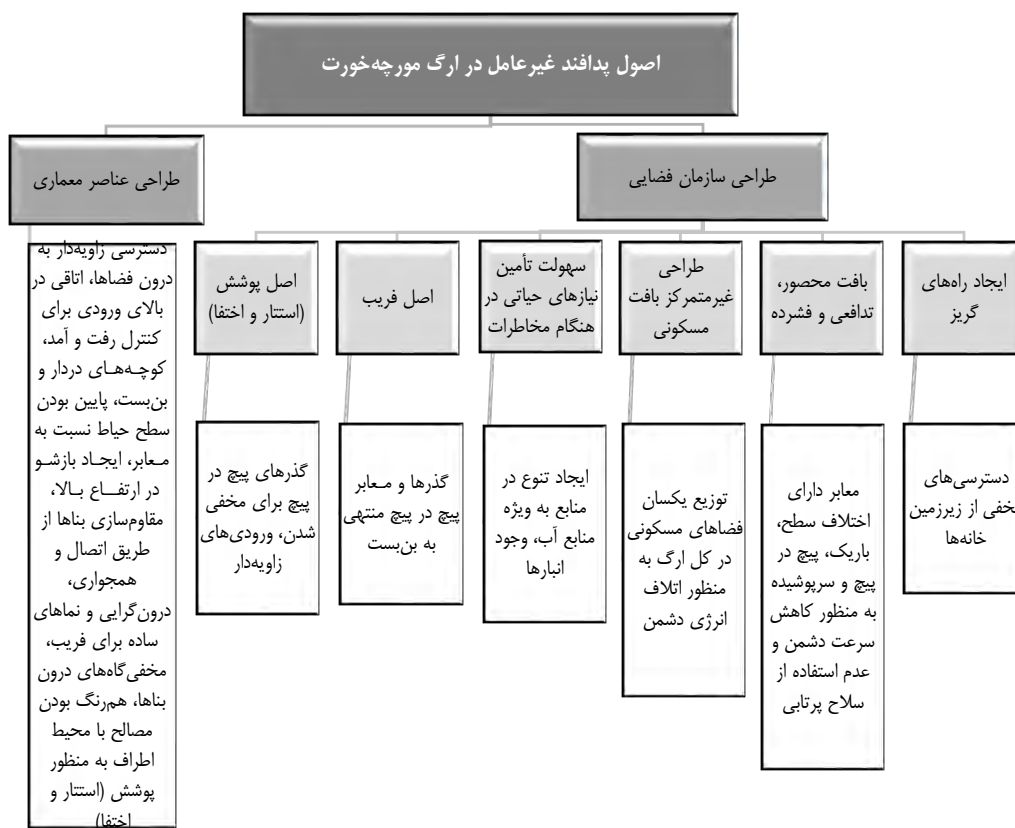 اصول پدافند غیرعامل در ارگ مورچه‌خورت
طراحی سازمان فضایی
طراحی عناصر معماری
ایجاد راه‌های
گریز
بافت محصور،
تدافعی و فشرده
طراحی
غیرمتمرکز بافت
مسکونی
سهولت تأمین
نیازهای حیاتی در
هنگام مخاطرات
اصل فریب
اصل پوشش
(استتار و اختفا)
دسترسی‌های
مخفی از زیرزمین
خانه‌ها
معابر دارای
اختلاف سطح،
باریک، پیچ در
پیچ و سرپوشیده
به منظور کاهش
سرعت دشمن و
عدم استفاده از
سلاح پرتابی
توزیع یکسان
فضاهای مسکونی
در کل ارگ به
منظور اتلاف
انرژی دشمن
ایجاد تنوع در
منابع به ویژه
منابع آب، وجود
انبارها
گذرها و معابر
پیچ در پیچ منتهی
به بن‌بست
گذرهای پیچ در
پیچ برای مخفی
شدن، ورودی‌های
زاویه‌دار
دسترسی زاویه‌دار به
درون فضاها، اتاقی در
بالای ورودی برای
کنترل رفت و آمد،
کوچه‌های دردار و
بن‌بست، پایین بودن
سطح حیاط نسبت به
معابر، ایجاد بازشو
در ارتفاع بالا،
مقاوم‌سازی بناها از
طریق اتصال و
همجواری،
درون‌گرایی و نماهای
ساده برای فریب،
مخفی‌گاه‌های درون
بناها، هم‌رنگ بودن
مصالح با محیط
اطراف به منظور
پوشش (استتار و
اختفا)